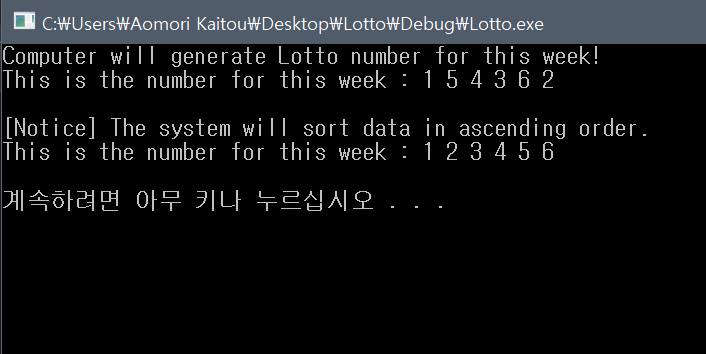 C:₩Users₩Aomori Kaitou₩Desktop₩Lotto₩Debug₩Lotto.exe
Computer will generate Lotto number for this week!
This is the number for this week : 1 5 4 3 6 2
[Notice] The system will sort data in ascending order.
This is the number for this week : 1 2 3 4 5 6
계속하려면 아무 키나 누르십시오 . . .